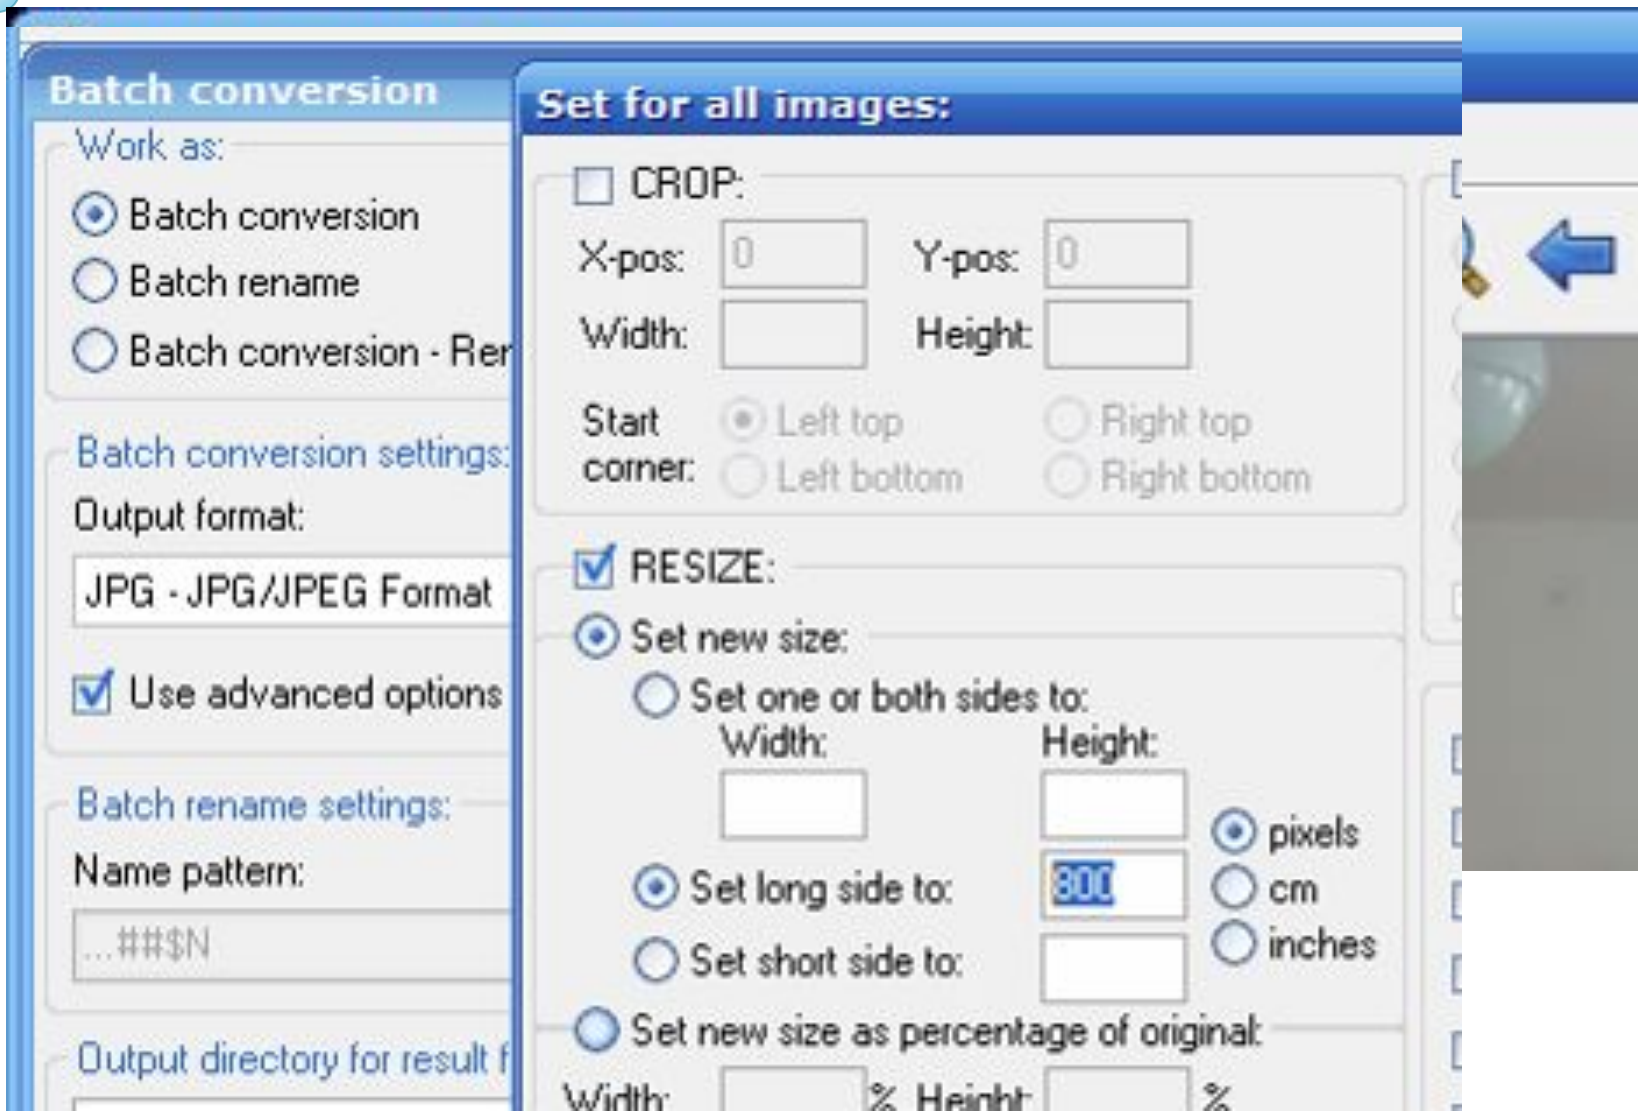 Batch conversion
Work as:
Batch conversion
Batch rename
Batch conversion - Rer
Batch conversion settings:
Output format:
JPG - JPG/JPEG Format
Use advanced options
Batch rename settings:
Name pattern:
...##$N
Output directory for result f
Set for all images:
CROP:
X-pos: 0 Y-pos: 0
Width: Height:
Start corner:
Left top Right top
Left bottom Right bottom
RESIZE:
Set new size:
Set one or both sides to:
Width: Height:
pixels
Set long side to: 800 cm
inches
Set short side to:
Set new size as percentage of original:
Width: % Height: %